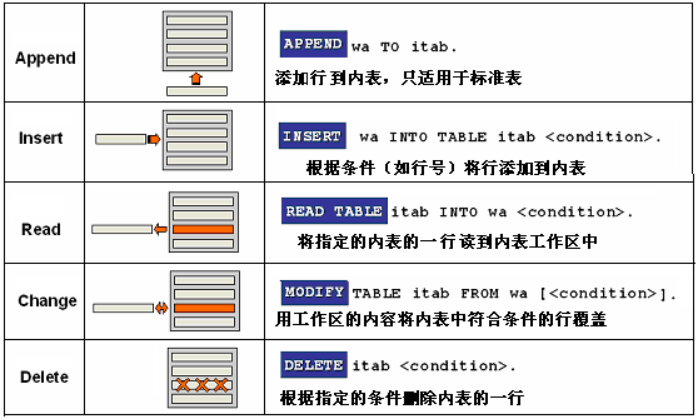 Append
APPEND wa TO itab.
添加行到内表，只适用于标准表
Insert
INSERT wa INTO TABLE itab <condition>.
根据条件（如行号）将行添加到内表
Read
READ TABLE itab INTO wa <condition>.
将指定的内表的一行读到内表工作区中
Change
MODIFY TABLE itab FROM wa [<condition>].
用工作区的内容将内表中符合条件的行覆盖
Delete
DELETE itab <condition>.
根据指定的条件删除内表的一行